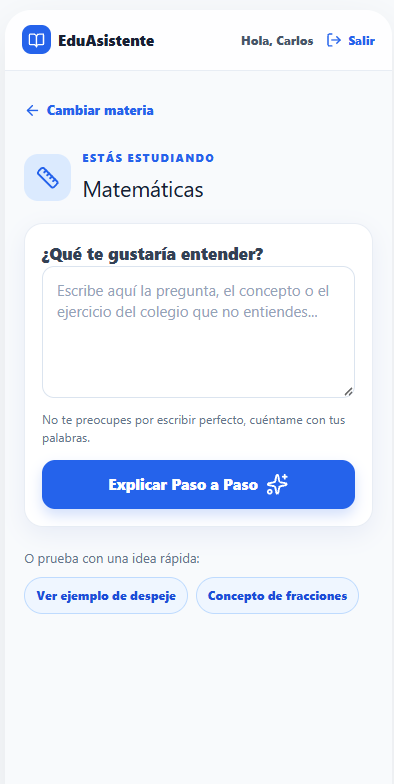 EduAsistente
Hola, Carlos
Salir
Cambiar materia
ESTÁS ESTUDIANDO
Matemáticas
¿Qué te gustaría entender?
Escribe aquí la pregunta, el concepto o el
ejercicio del colegio que no entiendes...
No te preocupes por escribir perfecto, cuéntame con tus
palabras.
Explicar Paso a Paso
O prueba con una idea rápida:
Ver ejemplo de despeje
Concepto de fracciones